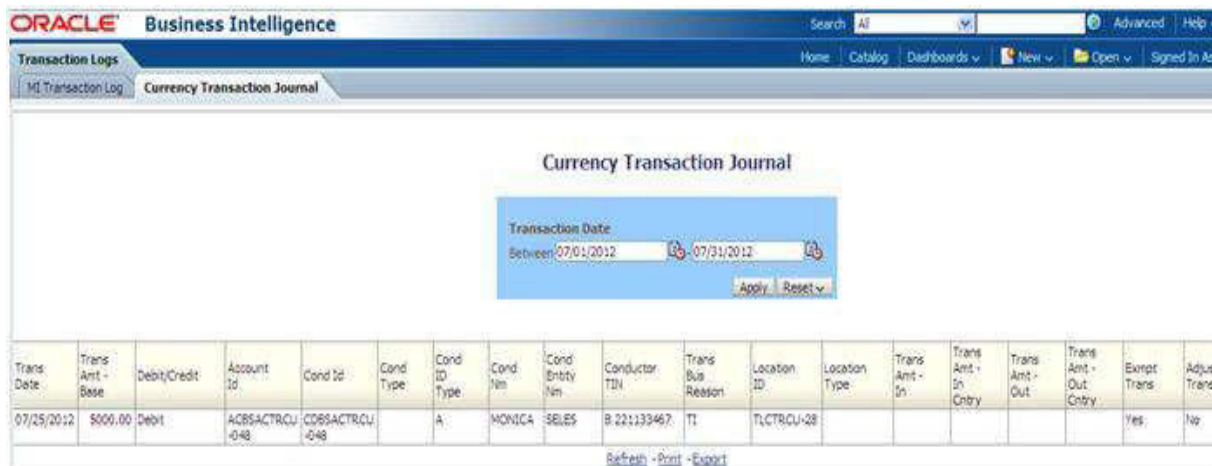 ORACLE Business Intelligence
Search All Advanced Help
Transaction Logs
Home Catalog Dashboards New Open Signed In As
MI Transaction Log Currency Transaction Journal
Currency Transaction Journal
Transaction Date
Between 07/01/2012 - 07/31/2012
Apply Reset
Trans Date Trans Amt - Base Debit/Credit Account Id Cond Id Cond Type Cond ID Type Cond Nm Cond Entity Nm Conductor TIN Trans Bus Reason Location ID Location Type Trans Amt - In Trans Amt - In Cntry Trans Amt - Out Trans Amt - Out Cntry Exmpt Trans Adjus Trans
07/25/2012 5000.00 Debit ACBSACTRCU-048 CDBSACTRCU-048 A MONICA SELES B 221133467 TI TLCTRCU-28 Yes No
Refresh - Print - Export